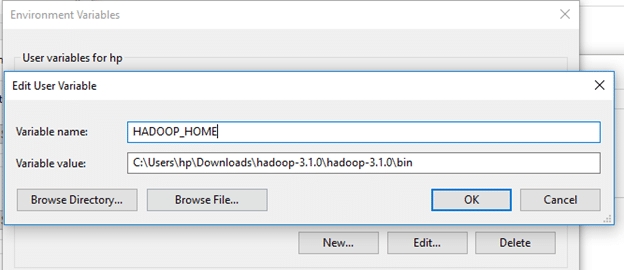 Environment Variables
User variables for hp
Edit User Variable
Variable name:
HADOOP_HOME
Variable value:
C:\Users\hp\Downloads\hadoop-3.1.0\hadoop-3.1.0\bin
Browse Directory...
Browse File...
OK
Cancel
New...
Edit...
Delete